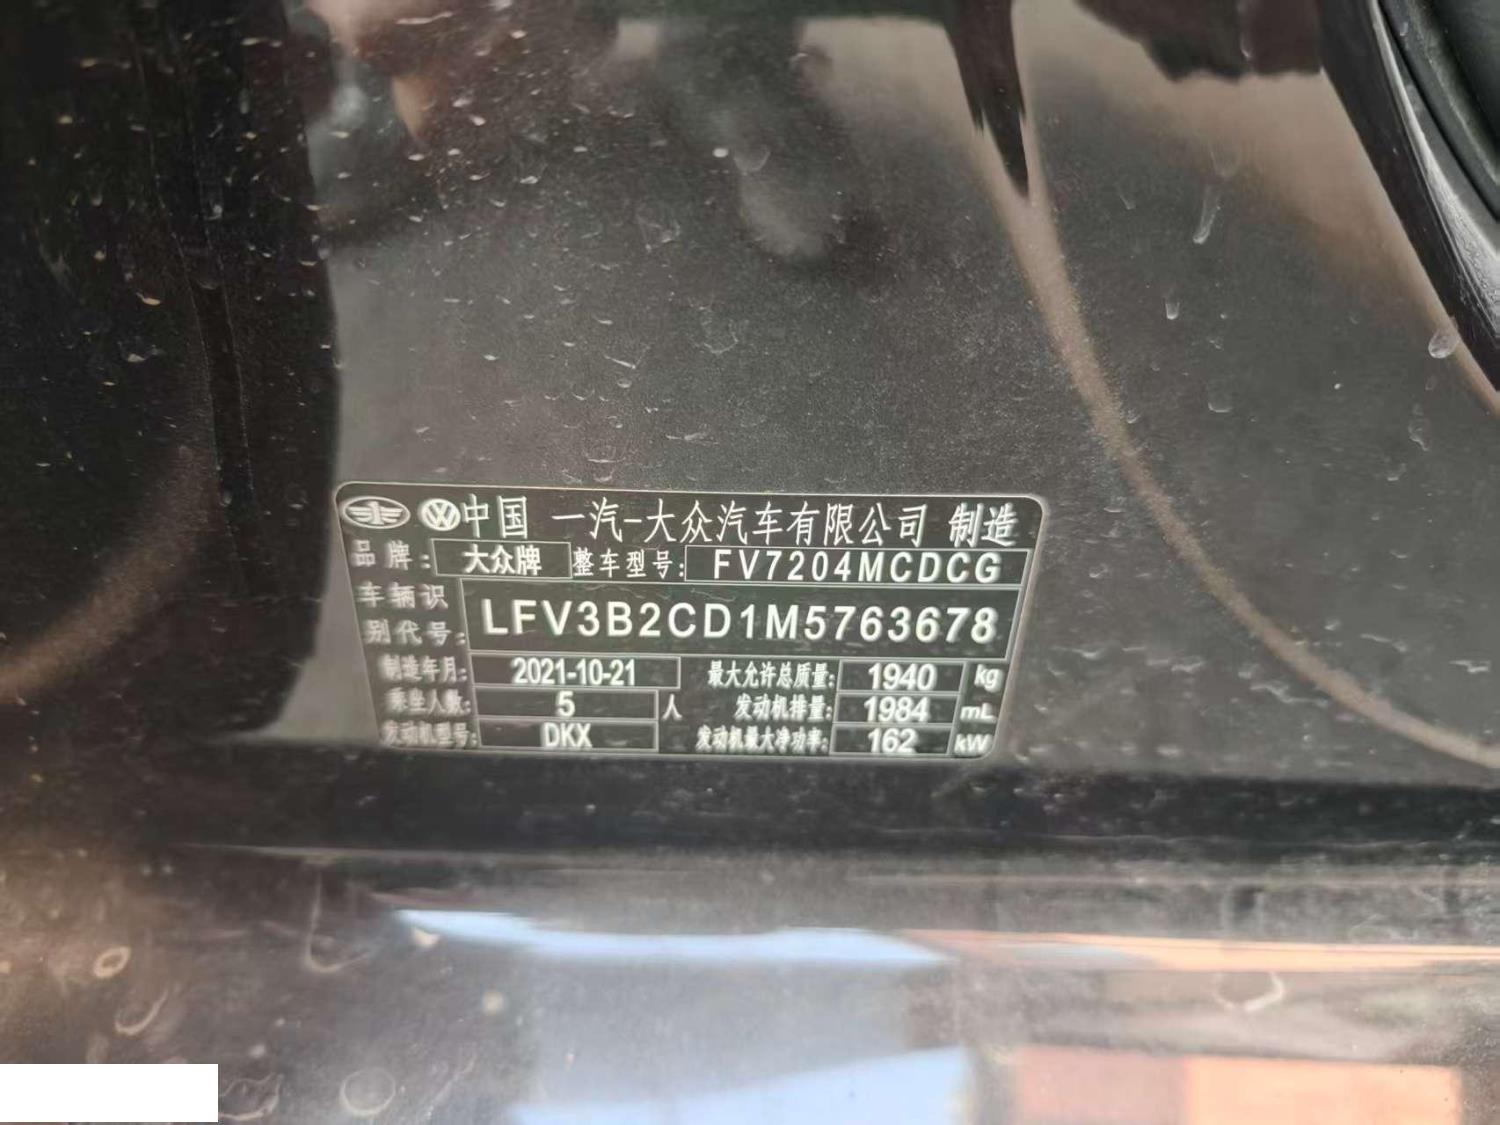 中国 一汽-大众汽车有限公司 制造
品牌: 大众牌 整车型号: FV7204MCDCG
车辆识别代号: LFV3B2CD1M5763678
制造年月: 2021-10-21 最大允许总质量: 1940 kg
乘坐人数: 5 人 发动机排量: 1984 mL
发动机型号: DKX 发动机最大净功率: 162 kW